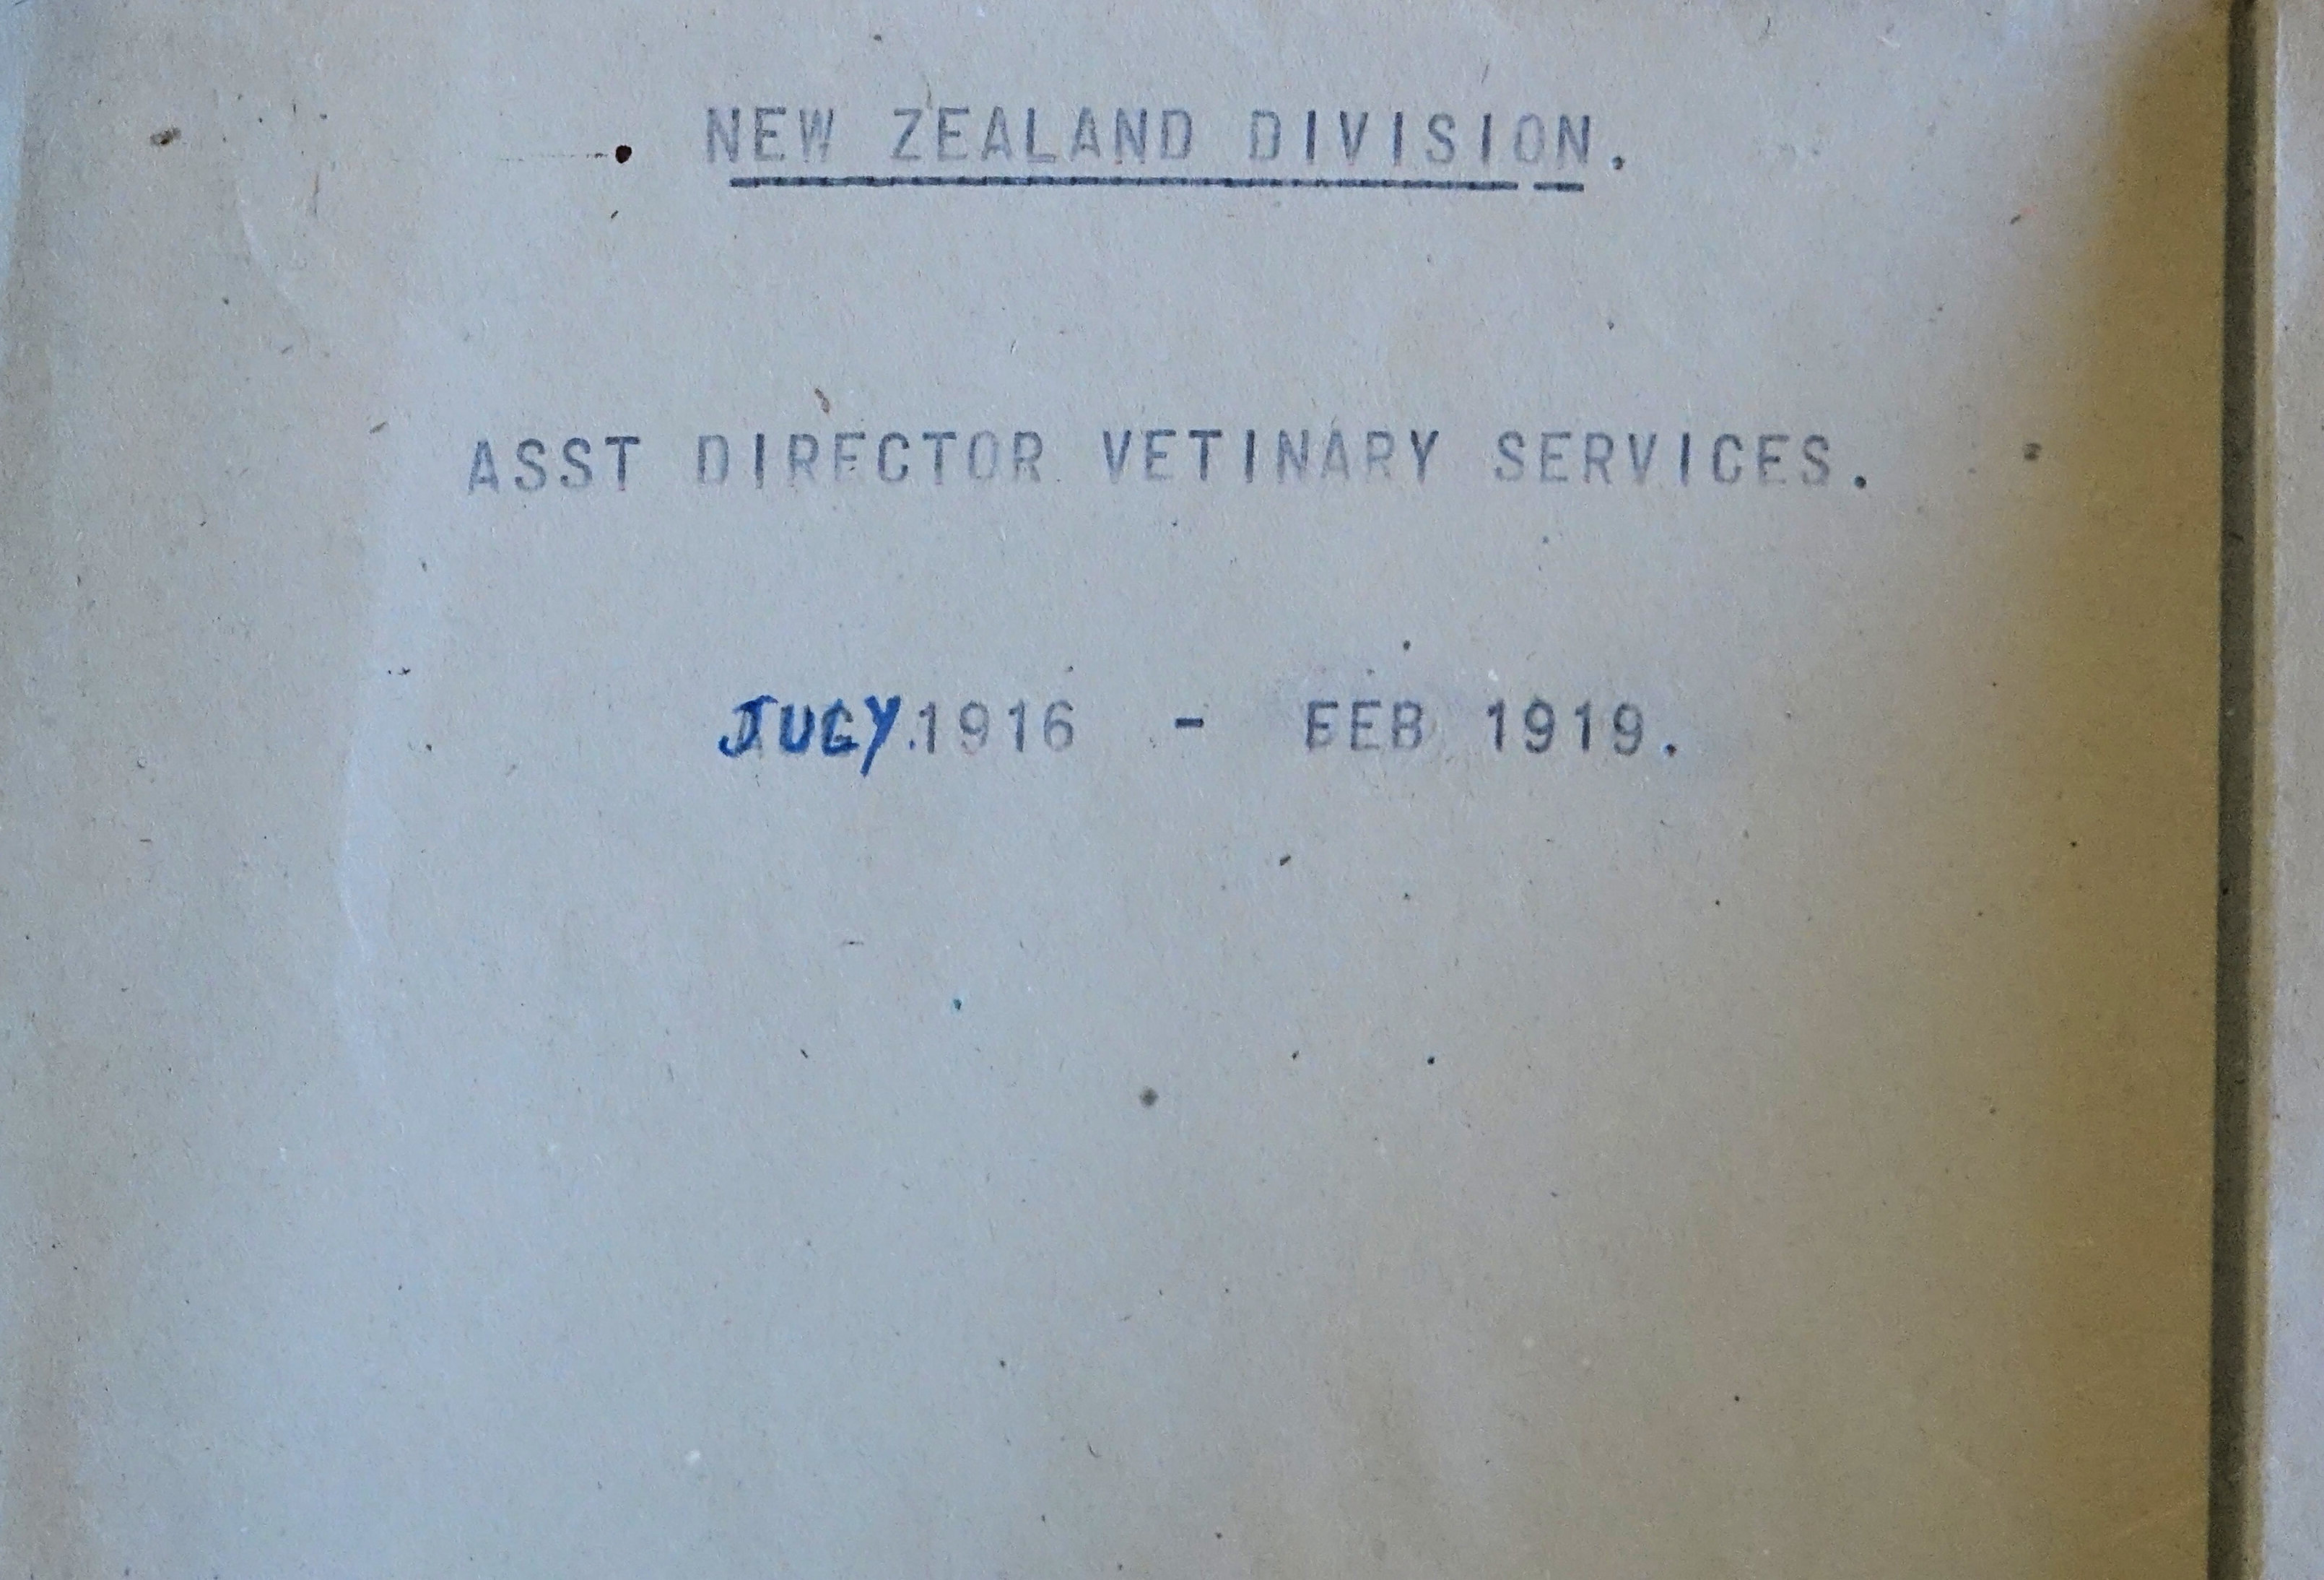 NEW ZEALAND DIVISION.
ASST DIRECTOR VETINARY SERVICES.
JULY.1916 - FEB 1919.